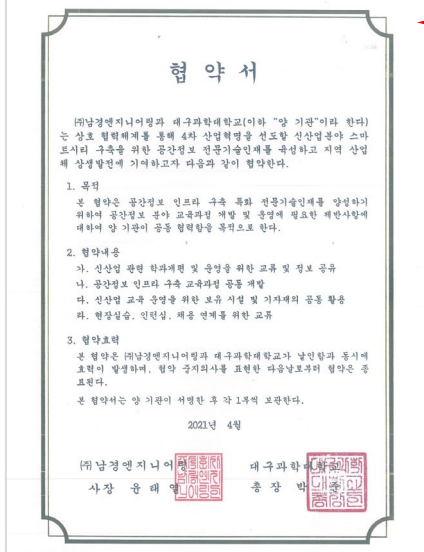 협 약 서
㈜남경엔지니어링과 대구과학대학교(이하 "양 기관"이라 한다)
는 상호 협력체계를 통해 4차 산업혁명을 선도할 신산업분야 스마
트시티 구축을 위한 공간정보 전문기술인재를 육성하고 지역 산업
체 상생발전에 기여하고자 다음과 같이 협약한다.
1. 목적
본 협약은 공간정보 인프라 구축 특화 전문기술인재를 양성하기
위하여 공간정보 분야 교육과정 개발 및 운영에 필요한 제반사항에
대하여 양 기관이 공동 협력함을 목적으로 한다.
2. 협약내용
가. 신산업 관련 학과개편 및 운영을 위한 교류 및 정보 공유
나. 공간정보 인프라 구축 교육과정 공동 개발
다. 신산업 교육 운영을 위한 보유 시설 및 기자재의 공동 활용
라. 현장실습, 인턴십, 채용 연계를 위한 교류
3. 협약효력
본 협약은 ㈜남경엔지니어링과 대구과학대학교가 날인함과 동시에
효력이 발생하며, 협약 중지의사를 표현한 다음날로부터 협약은 종
료된다.
본 협약서는 양 기관이 서명한 후 각 1부씩 보관한다.
2021년 4월
㈜남경엔지니어링 대구과학대학교
사장 윤태열 총장 박준